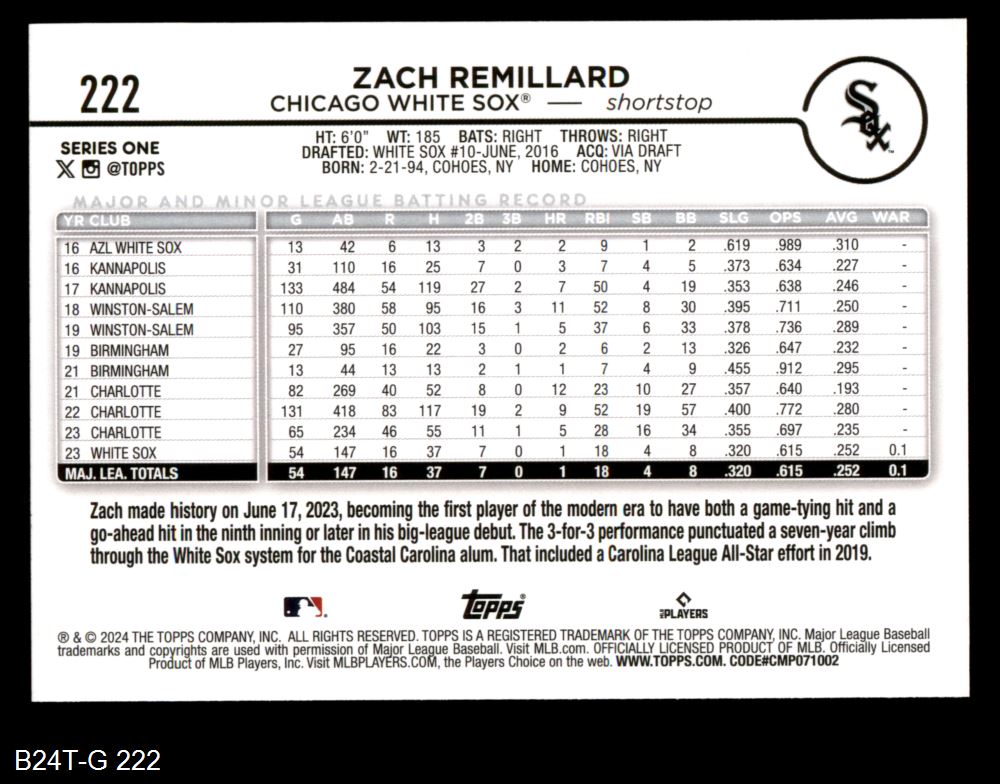 222
ZACH REMILLARD
CHICAGO WHITE SOX® — shortstop
Sox
SERIES ONE
@TOPPS
HT: 6'0" WT: 185 BATS: RIGHT THROWS: RIGHT
DRAFTED: WHITE SOX #10-JUNE, 2016 ACQ: VIA DRAFT
BORN: 2-21-94, COHOES, NY HOME: COHOES, NY
MAJOR AND MINOR LEAGUE BATTING RECORD
YR CLUB G AB R H 2B 3B HR RBI SB BB SLG OPS AVG WAR
16 AZL WHITE SOX 13 42 6 13 3 2 2 9 1 2 .619 .989 .310 -
16 KANNAPOLIS 31 110 16 25 7 0 3 7 4 5 .373 .634 .227 -
17 KANNAPOLIS 133 484 54 119 27 2 7 50 4 19 .353 .638 .246 -
18 WINSTON-SALEM 110 380 58 95 16 3 11 52 8 30 .395 .711 .250 -
19 WINSTON-SALEM 95 357 50 103 15 1 5 37 6 33 .378 .736 .289 -
19 BIRMINGHAM 27 95 16 22 3 0 2 6 2 13 .326 .647 .232 -
21 BIRMINGHAM 13 44 13 13 2 1 1 7 4 9 .455 .912 .295 -
21 CHARLOTTE 82 269 40 52 8 0 12 23 10 27 .357 .640 .193 -
22 CHARLOTTE 131 418 83 117 19 2 9 52 19 57 .400 .772 .280 -
23 CHARLOTTE 65 234 46 55 11 1 5 28 16 34 .355 .697 .235 -
23 WHITE SOX 54 147 16 37 7 0 1 18 4 8 .320 .615 .252 0.1
MAJ. LEA. TOTALS 54 147 16 37 7 0 1 18 4 8 .320 .615 .252 0.1
Zach made history on June 17, 2023, becoming the first player of the modern era to have both a game-tying hit and a
go-ahead hit in the ninth inning or later in his big-league debut. The 3-for-3 performance punctuated a seven-year climb
through the White Sox system for the Coastal Carolina alum. That included a Carolina League All-Star effort in 2019.
Topps®
MLB PLAYERS
® & © 2024 THE TOPPS COMPANY, INC. ALL RIGHTS RESERVED. TOPPS IS A REGISTERED TRADEMARK OF THE TOPPS COMPANY, INC. Major League Baseball
trademarks and copyrights are used with permission of Major League Baseball. Visit MLB.com. OFFICIALLY LICENSED PRODUCT OF MLB. Officially Licensed
Product of MLB Players, Inc. Visit MLBPLAYERS.COM, the Players Choice on the web. WWW.TOPPS.COM. CODE#CMP071002
B24T-G 222